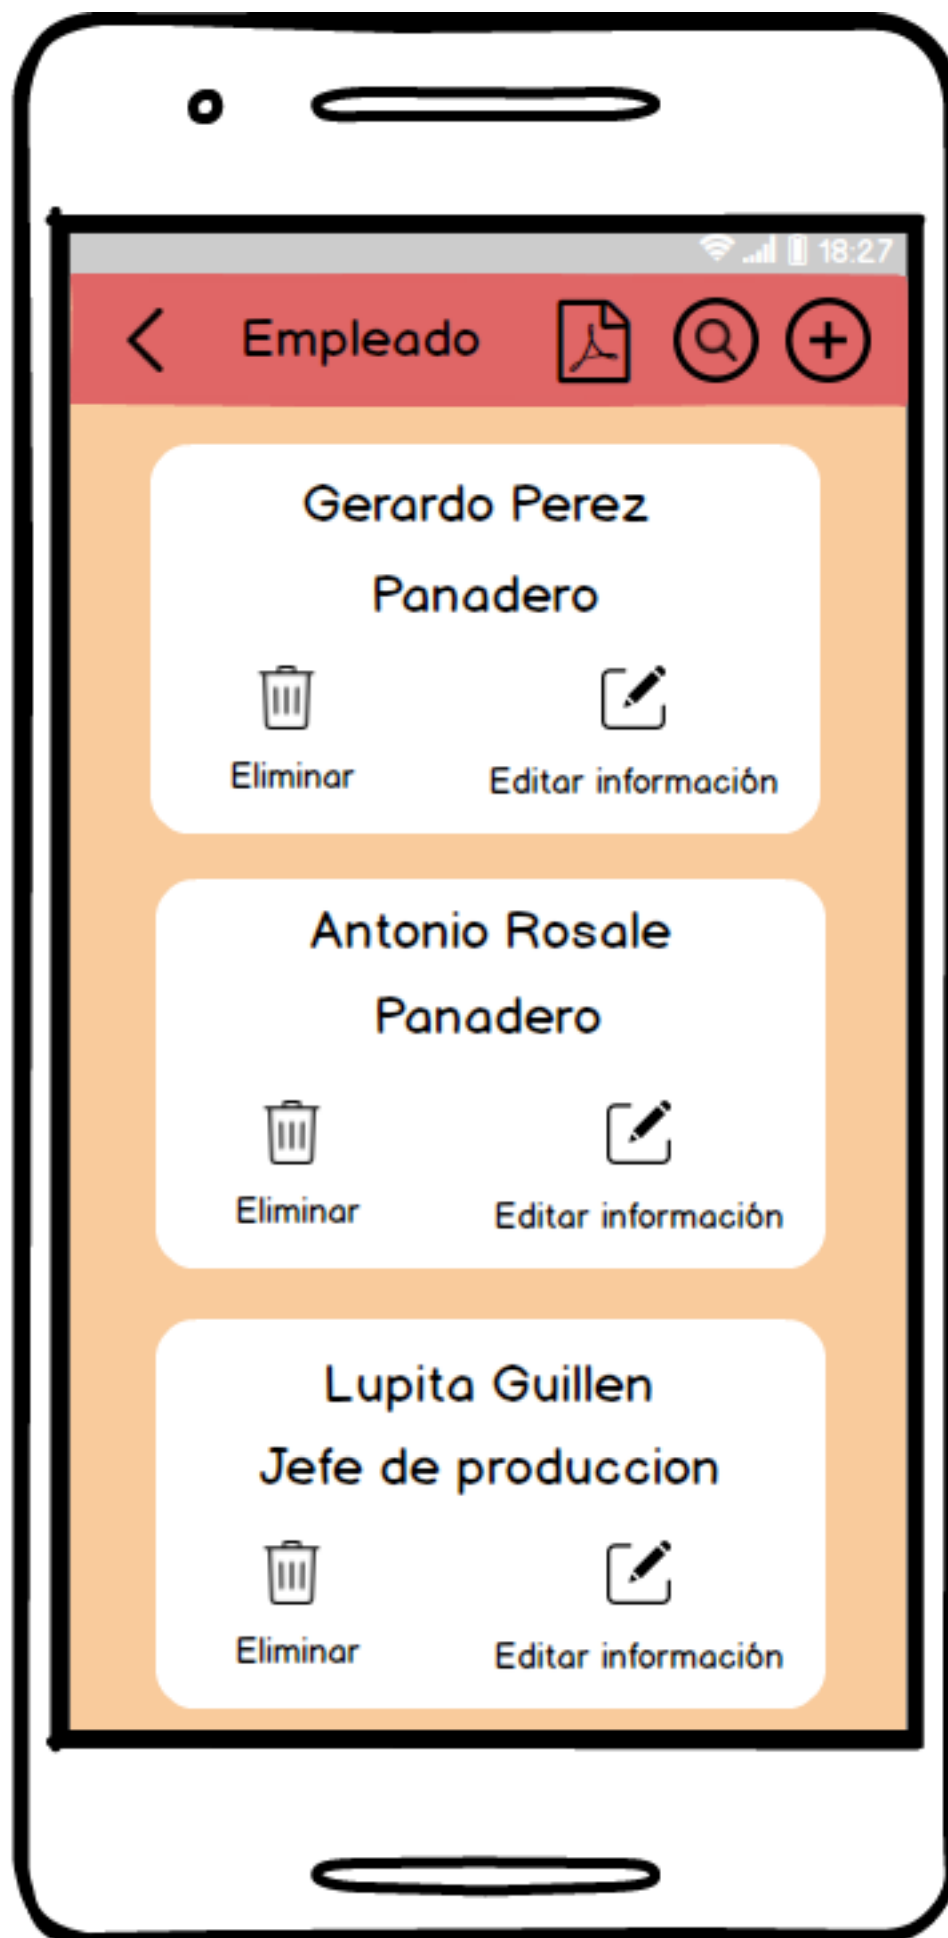 18:27
Empleado
Gerardo Perez
Panadero
Eliminar
Editar información
Antonio Rosale
Panadero
Eliminar
Editar información
Lupita Guillen
Jefe de produccion
Eliminar
Editar información